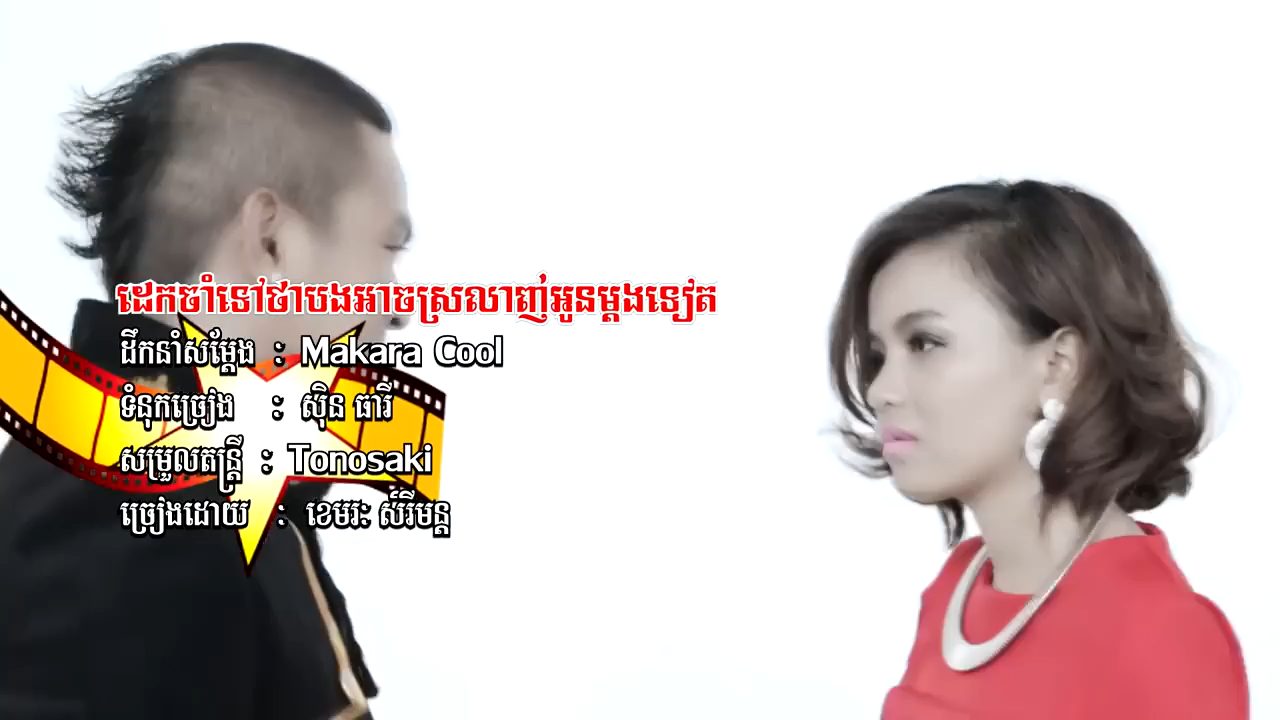 ដេកចាំទៅថាបងអាចស្រលាញ់អូនម្តងទៀត
ដឹកនាំសម្តែង : Makara Cool
ទំនុកច្រៀង : ស៊ិន ធារី
សម្រួលតន្ត្រី : Tonosaki
ច្រៀងដោយ : ខេមរៈ សិរីមន្ត